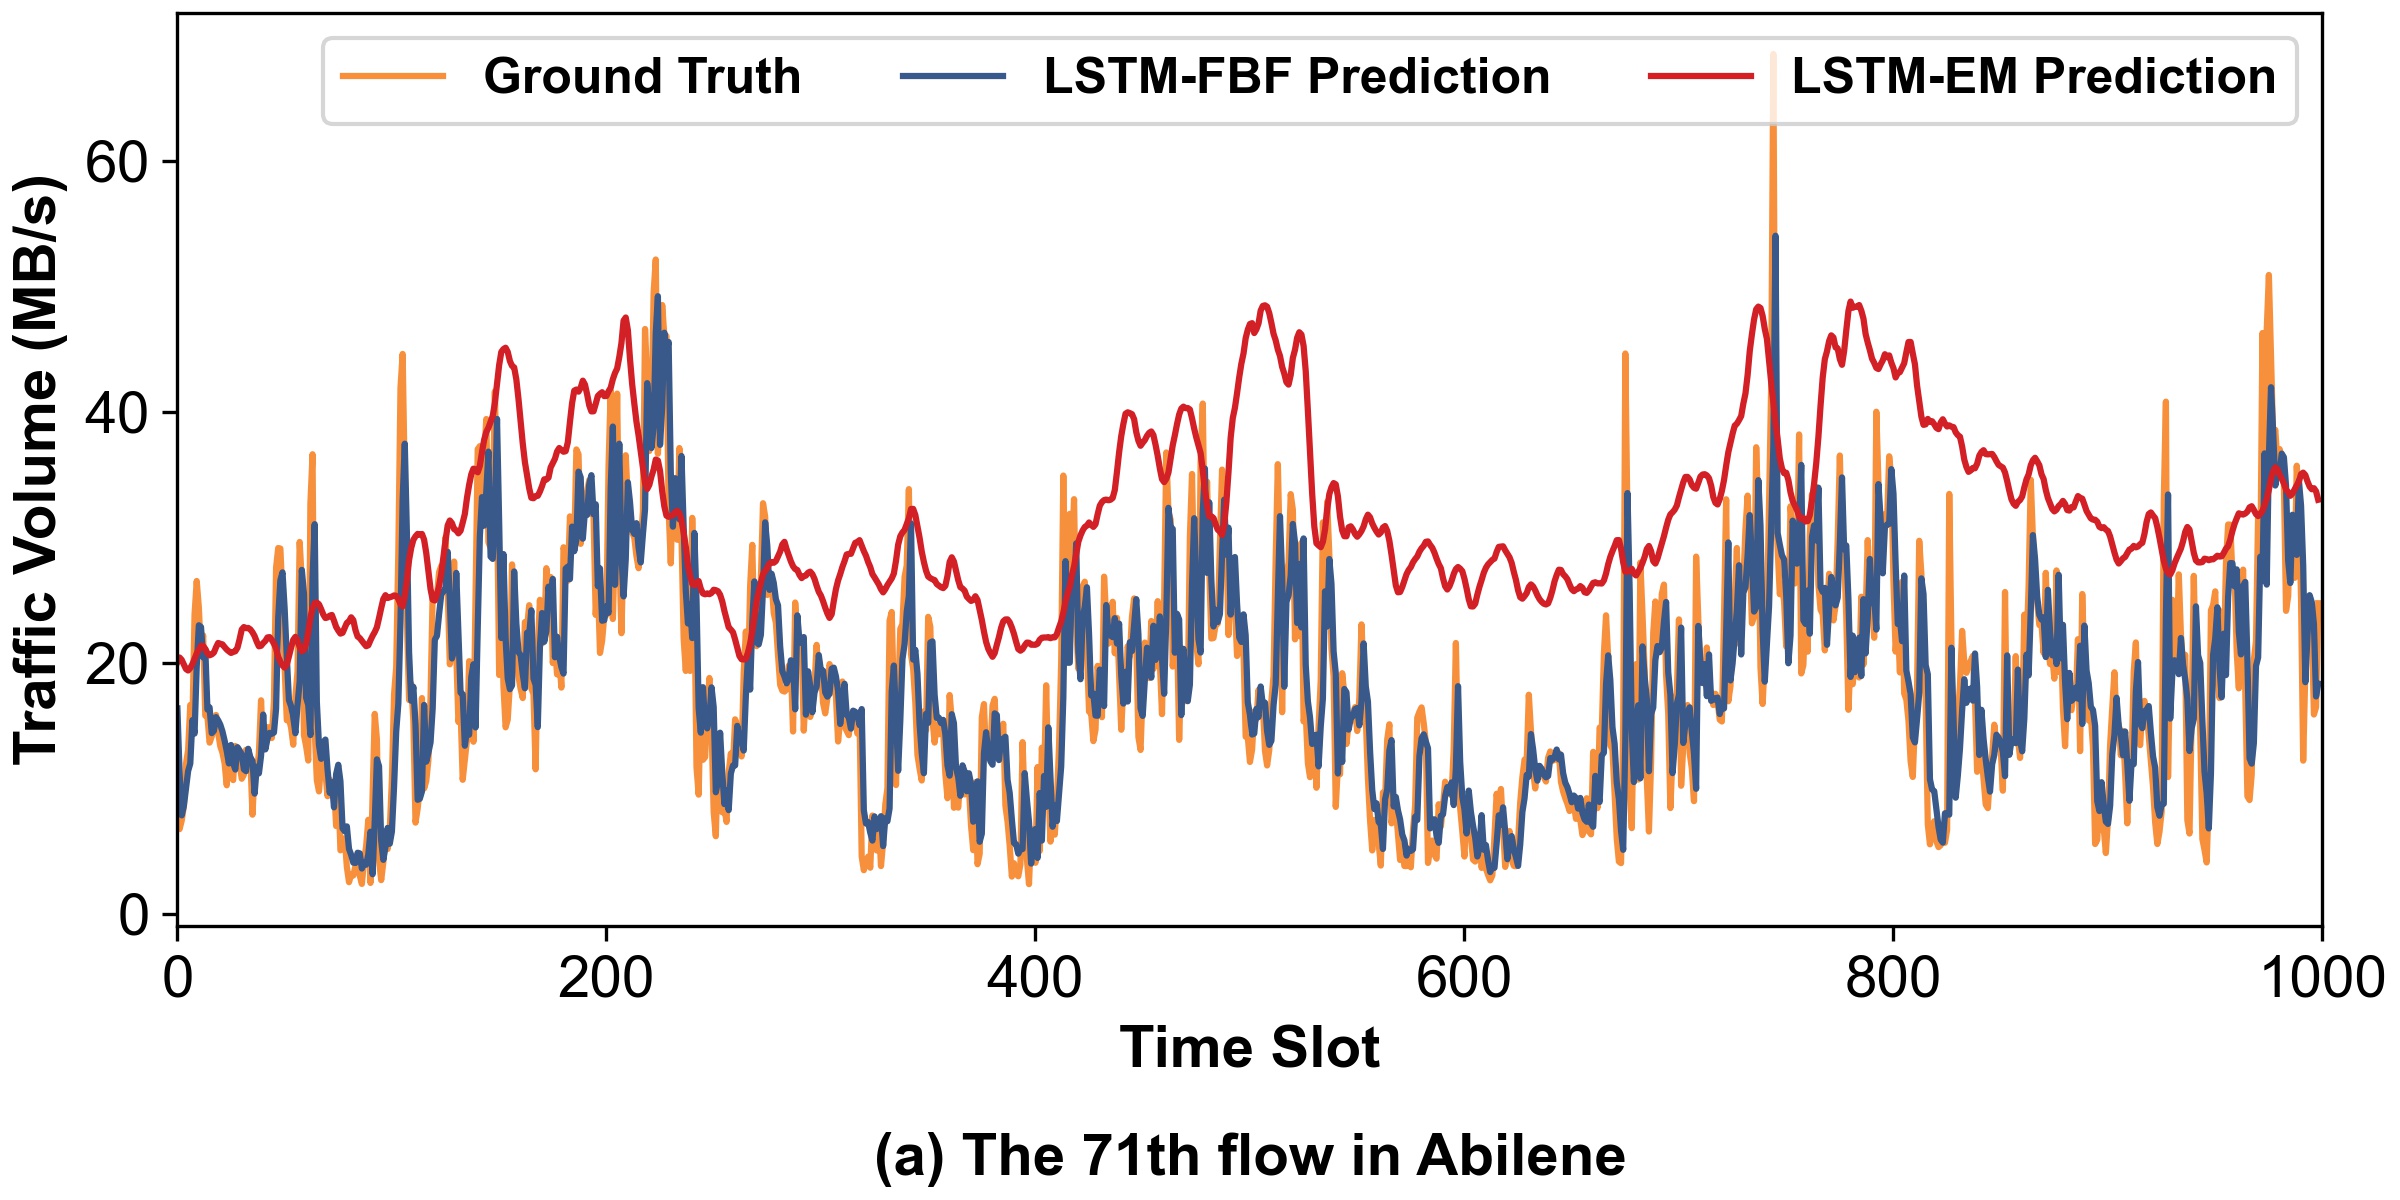 Ground Truth LSTM-FBF Prediction LSTM-EM Prediction
Traffic Volume (MB/s)
60
40
20
0
0 200 400 600 800 1000
Time Slot
(a) The 71th flow in Abilene